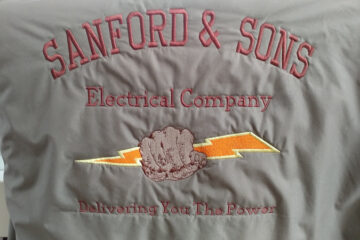 SANFORD & SONS
Electrical Company
Delivering You The Power